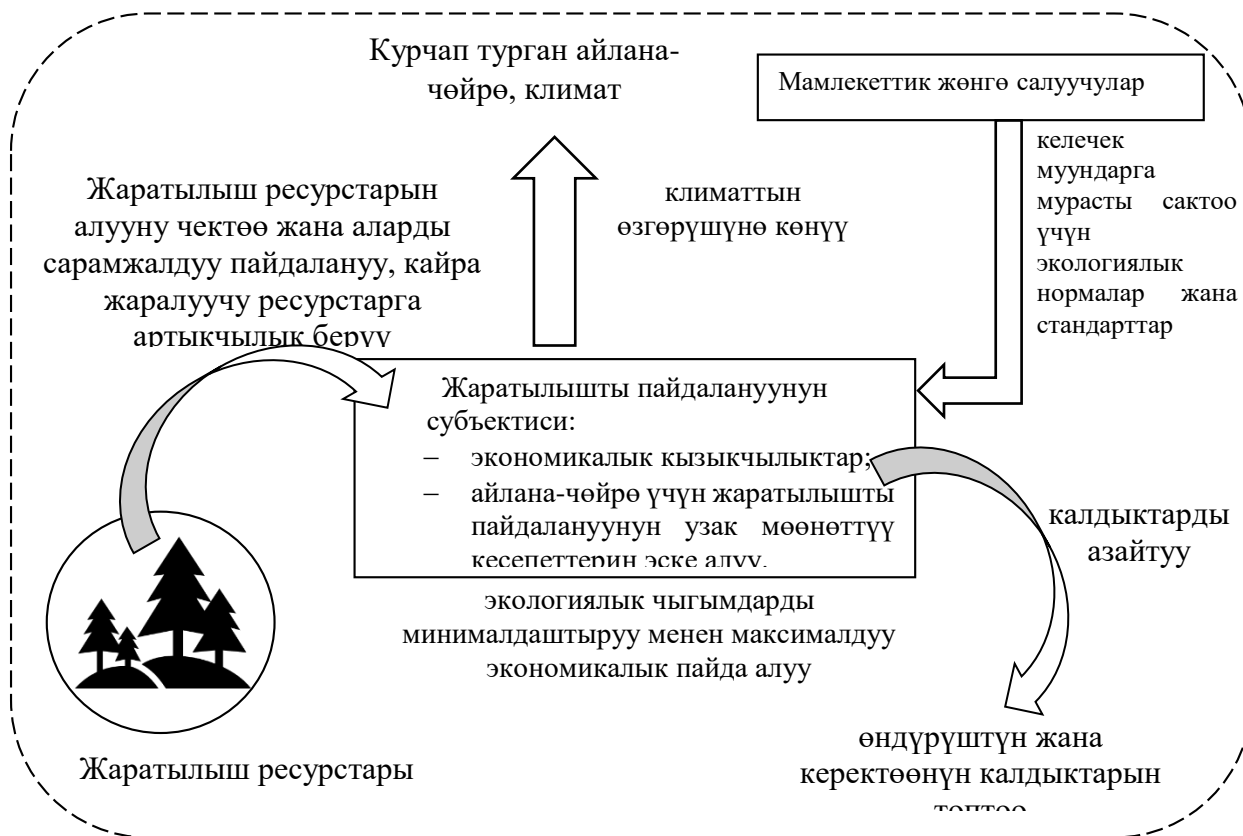 Курчап турган айлана-
чөйрө, климат
Мамлекеттик жөнгө салуучулар
келечек
муундарга
мурасты сактоо
үчүн
экологиялык
нормалар жана
стандарттар
климаттын
өзгөрүшүнө көнүү
Жаратылыш ресурстарын
алууну чектөө жана аларды
сарамжалдуу пайдалануу, кайра
жаралуучу ресурстарга
артыкчылык берүү
Жаратылышты пайдалануунун
субъектиси:
– экономикалык кызыкчылыктар;
– айлана-чөйрө үчүн жаратылышты
пайдалануунун узак мөөнөттүү
кесепеттерин эске алуу.
калдыктарды
азайтуу
экологиялык чыгымдарды
минималдаштыруу менен максималдуу
экономикалык пайда алуу
Жаратылыш ресурстары
өндүрүштүн жана
керектөөнүн калдыктарын
топтоо